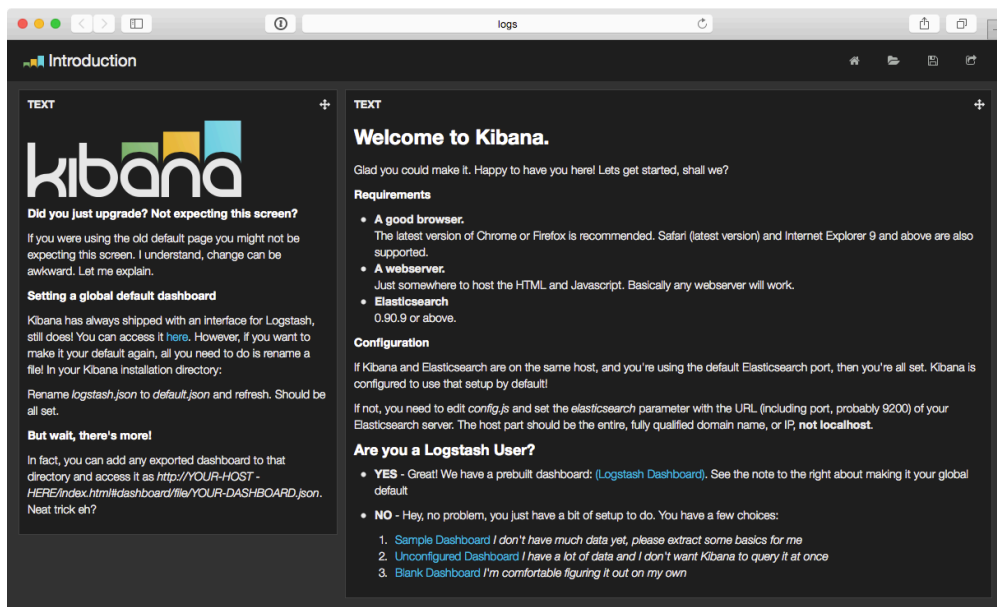 logs
Introduction
TEXT
kibana
Did you just upgrade? Not expecting this screen?
If you were using the old default page you might not be
expecting this screen. I understand, change can be
awkward. Let me explain.
Setting a global default dashboard
Kibana has always shipped with an interface for Logstash,
still does! You can access it here. However, if you want to
make it your default again, all you need to do is rename a
file! In your Kibana installation directory:
Rename logstash.json to default.json and refresh. Should be
all set.
But wait, there's more!
In fact, you can add any exported dashboard to that
directory and access it as http://YOUR-HOST -
HERE/index.html#dashboard/file/YOUR-DASHBOARD.json.
Neat trick eh?
TEXT
Welcome to Kibana.
Glad you could make it. Happy to have you here! Lets get started, shall we?
Requirements
• A good browser.
The latest version of Chrome or Firefox is recommended. Safari (latest version) and Internet Explorer 9 and above are also
supported.
• A webserver.
Just somewhere to host the HTML and Javascript. Basically any webserver will work.
• Elasticsearch
0.90.9 or above.
Configuration
If Kibana and Elasticsearch are on the same host, and you're using the default Elasticsearch port, then you're all set. Kibana is
configured to use that setup by default!
If not, you need to edit config.js and set the elasticsearch parameter with the URL (including port, probably 9200) of your
Elasticsearch server. The host part should be the entire, fully qualified domain name, or IP, not localhost.
Are you a Logstash User?
• YES - Great! We have a prebuilt dashboard: (Logstash Dashboard). See the note to the right about making it your global
default
• NO - Hey, no problem, you just have a bit of setup to do. You have a few choices:
1. Sample Dashboard I don't have much data yet, please extract some basics for me
2. Unconfigured Dashboard I have a lot of data and I don't want Kibana to query it at once
3. Blank Dashboard I'm comfortable figuring it out on my own